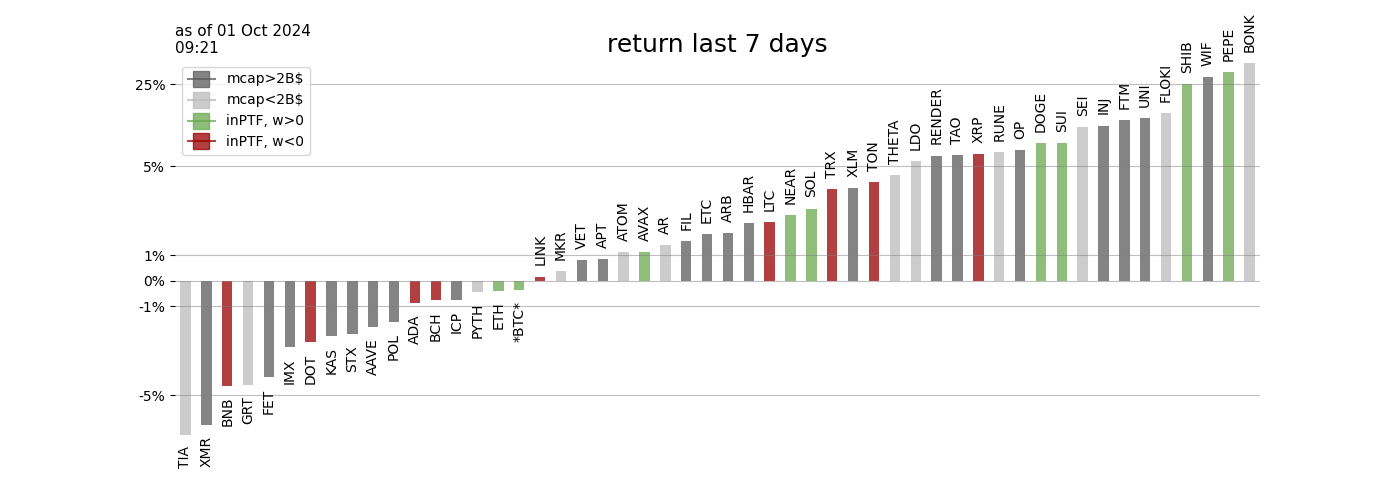 as of 01 Oct 2024
09:21
return last 7 days
mcap>2B$
mcap<2B$
inPTF, w>0
inPTF, w<0
25%
5%
1%
0%
-1%
-5%
TIA
XMR
BNB
GRT
FET
IMX
DOT
KAS
STX
AAVE
POL
ADA
BCH
ICP
PYTH
ETH
*BTC*
LINK
MKR
VET
APT
ATOM
AVAX
AR
FIL
ETC
ARB
HBAR
LTC
NEAR
SOL
TRX
XLM
TON
THETA
LDO
RENDER
TAO
XRP
RUNE
OP
DOGE
SUI
SEI
INJ
FTM
UNI
FLOKI
SHIB
WIF
PEPE
BONK